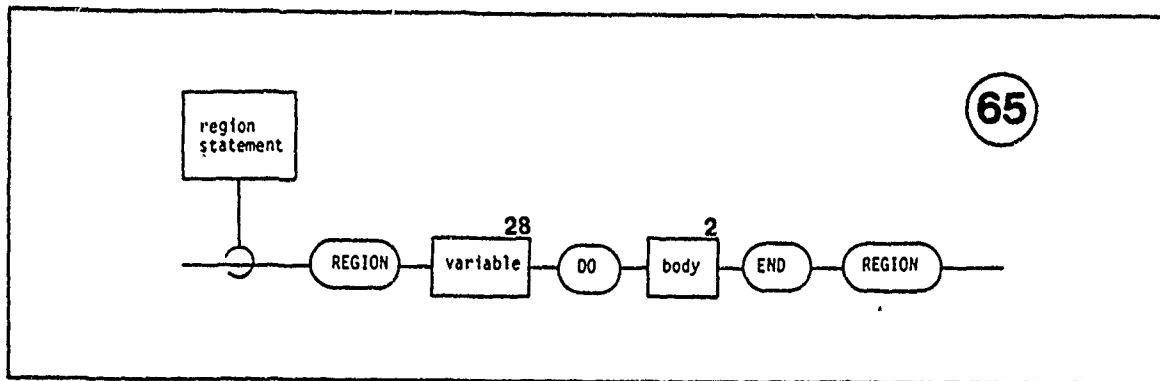 65
region
statement
28
2
REGION
variable
DO
body
END
REGION